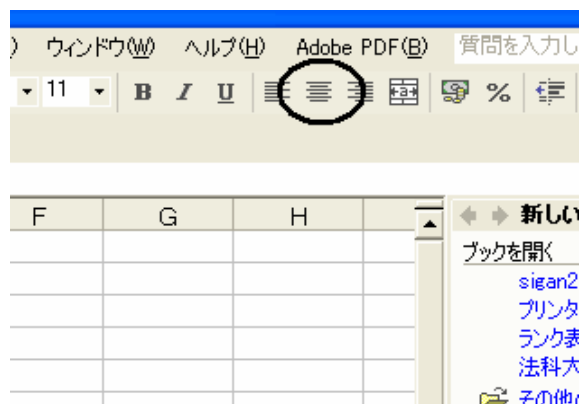 ) ウィンドウ(W) ヘルプ(H) Adobe PDF(B) 質問を入力し
11 B I U %
F G H 新しい
ブックを開く
sigan2
プリンタ
ランク表
法科大
その他の